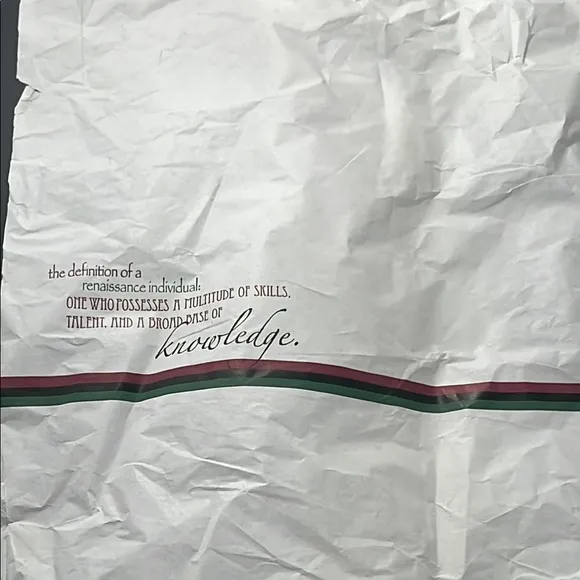 the definition of a
renaissance individual:
ONE WHO POSSESSES A MULTITUDE OF SKILLS,
TALENT, AND A BROAD BASE OF
knowledge.